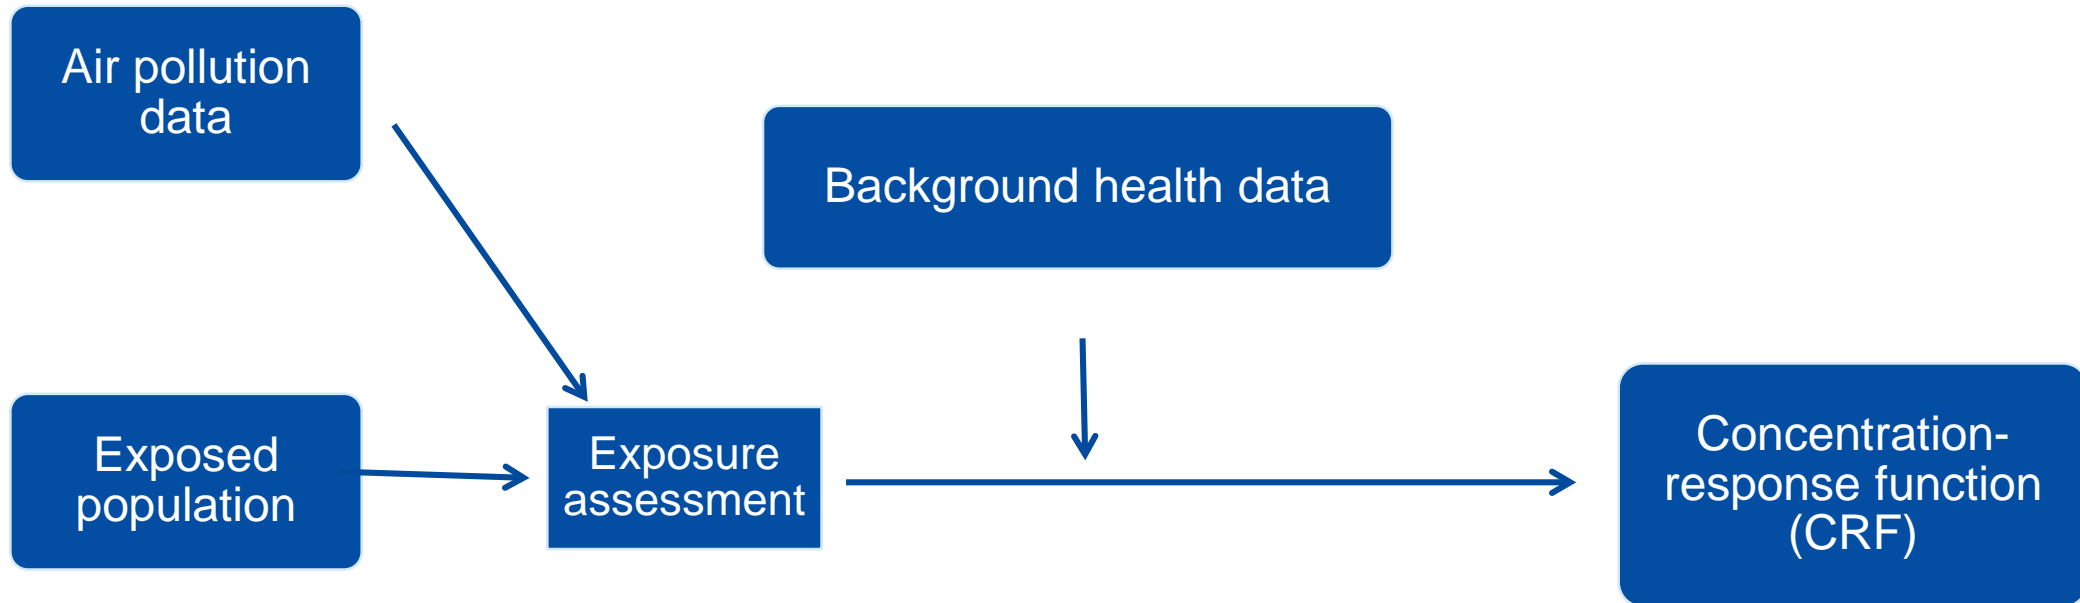 Air pollution
data
Background health data
Exposed
population
Exposure
assessment
Concentration-
response function
(CRF)